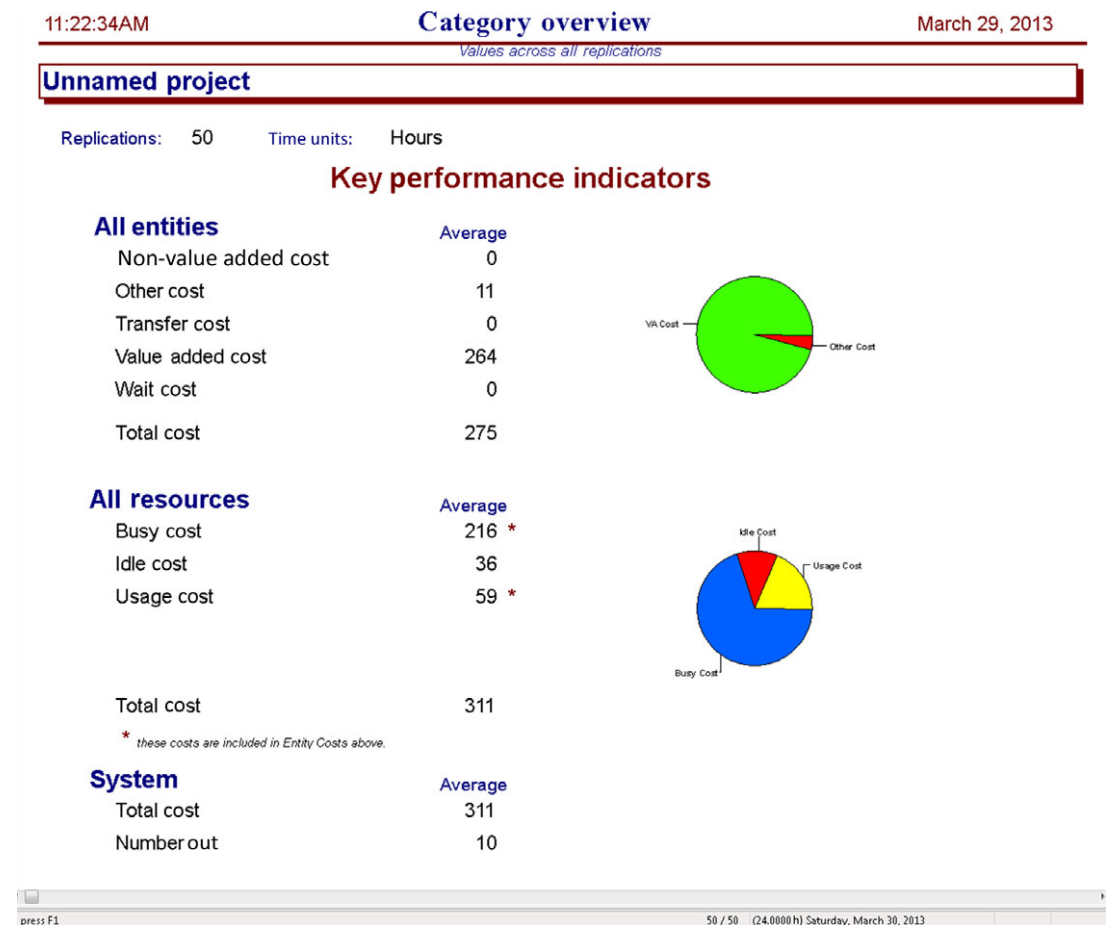 11:22:34AM Category overview March 29, 2013
Values across all replications
Unnamed project
Replications: 50 Time units: Hours
Key performance indicators
All entities Average
Non-value added cost 0
Other cost 11
Transfer cost 0
Value added cost 264
Wait cost 0
Total cost 275
VA Cost
Other Cost
All resources Average
Busy cost 216 *
Idle cost 36
Usage cost 59 *
Idle Cost
Usage Cost
Busy Cost
Total cost 311
* these costs are included in Entity Costs above.
System Average
Total cost 311
Number out 10
press F1 50 / 50 (24.0000 h) Saturday, March 30, 2013